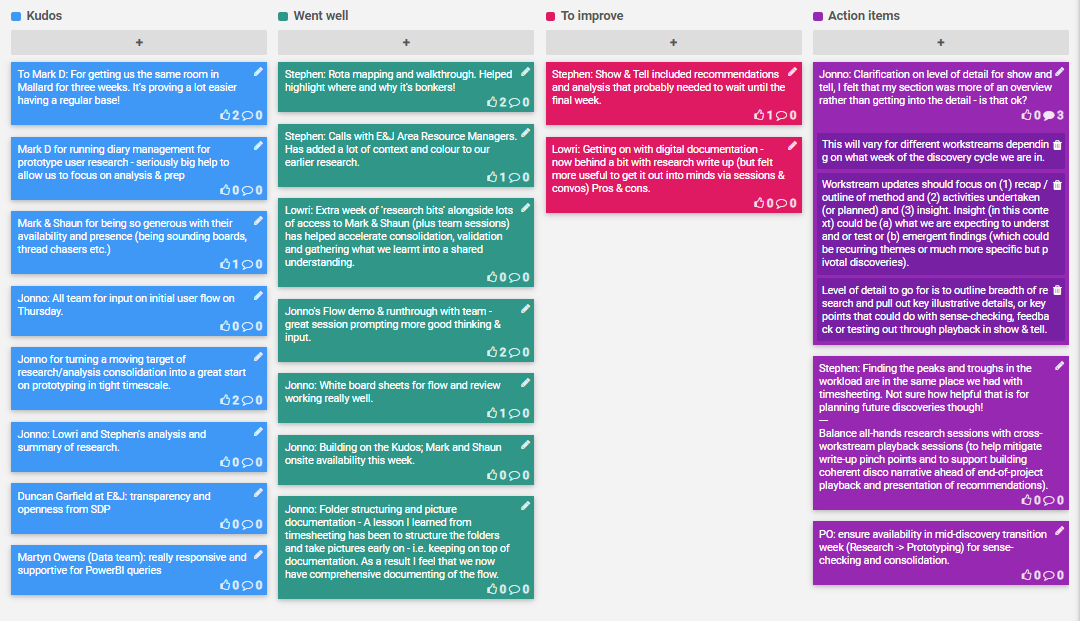 Kudos
+
To Mark D: For getting us the same room in
Mallard for three weeks. It's proving a lot easier
having a regular base!
2 0
Mark D for running diary management for
prototype user research - seriously big help to
allow us to focus on analysis & prep
0 0
Mark & Shaun for being so generous with their
availability and presence (being sounding boards,
thread chasers etc.)
1 0
Jonno: All team for input on initial user flow on
Thursday.
0 0
Jonno for turning a moving target of
research/analysis consolidation into a great start
on prototyping in tight timescale.
2 0
Jonno: Lowri and Stephen's analysis and
summary of research.
0 0
Duncan Garfield at E&J: transparency and
openness from SDP
0 0
Martyn Owens (Data team): really responsive and
supportive for PowerBI queries
0 0
Went well
+
Stephen: Rota mapping and walkthrough. Helped
highlight where and why it's bonkers!
2 0
Stephen: Calls with E&J Area Resource Managers.
Has added a lot of context and colour to our
earlier research.
1 0
Lowri: Extra week of 'research bits' alongside lots
of access to Mark & Shaun (plus team sessions)
has helped accelerate consolidation, validation
and gathering what we learnt into a shared
understanding.
0 0
Jonno's Flow demo & runthrough with team -
great session prompting more good thinking &
input.
2 0
Jonno: White board sheets for flow and review
working really well.
1 0
Jonno: Building on the Kudos; Mark and Shaun
onsite availability this week.
0 0
Jonno: Folder structuring and picture
documentation - A lesson I learned from
timesheeting has been to structure the folders
and take pictures early on - i.e. keeping on top of
documentation. As a result I feel that we now
have comprehensive documenting of the flow.
0 0
To improve
+
Stephen: Show & Tell included recommendations
and analysis that probably needed to wait until the
final week.
1 0
Lowri: Getting on with digital documentation -
now behind a bit with research write up (but felt
more useful to get it out into minds via sessions &
convos) Pros & cons.
0 0
Action items
+
Jonno: Clarification on level of detail for show and
tell, I felt that my section was more of an overview
rather than getting into the detail - is that ok?
0 3
This will vary for different workstreams dependin
g on what week of the discovery cycle we are in.
Workstream updates should focus on (1) recap /
outline of method and (2) activities undertaken
(or planned) and (3) insight. Insight (in this conte
xt) could be (a) what we are expecting to underst
and or test or (b) emergent findings (which could
be recurring themes or much more specific but p
ivotal discoveries).
Level of detail to go for is to outline breadth of re
search and pull out key illustrative details, or key
points that could do with sense-checking, feedba
ck or testing out through playback in show & tell.
Stephen: Finding the peaks and troughs in the
workload are in the same place we had with
timesheeting. Not sure how helpful that is for
planning future discoveries though!
—
Balance all-hands research sessions with cross-
workstream playback sessions (to help mitigate
write-up pinch points and to support building
coherent disco narrative ahead of end-of-project
playback and presentation of recommendations).
0 0
PO: ensure availability in mid-discovery transition
week (Research -> Prototyping) for sense-
checking and consolidation.
0 0